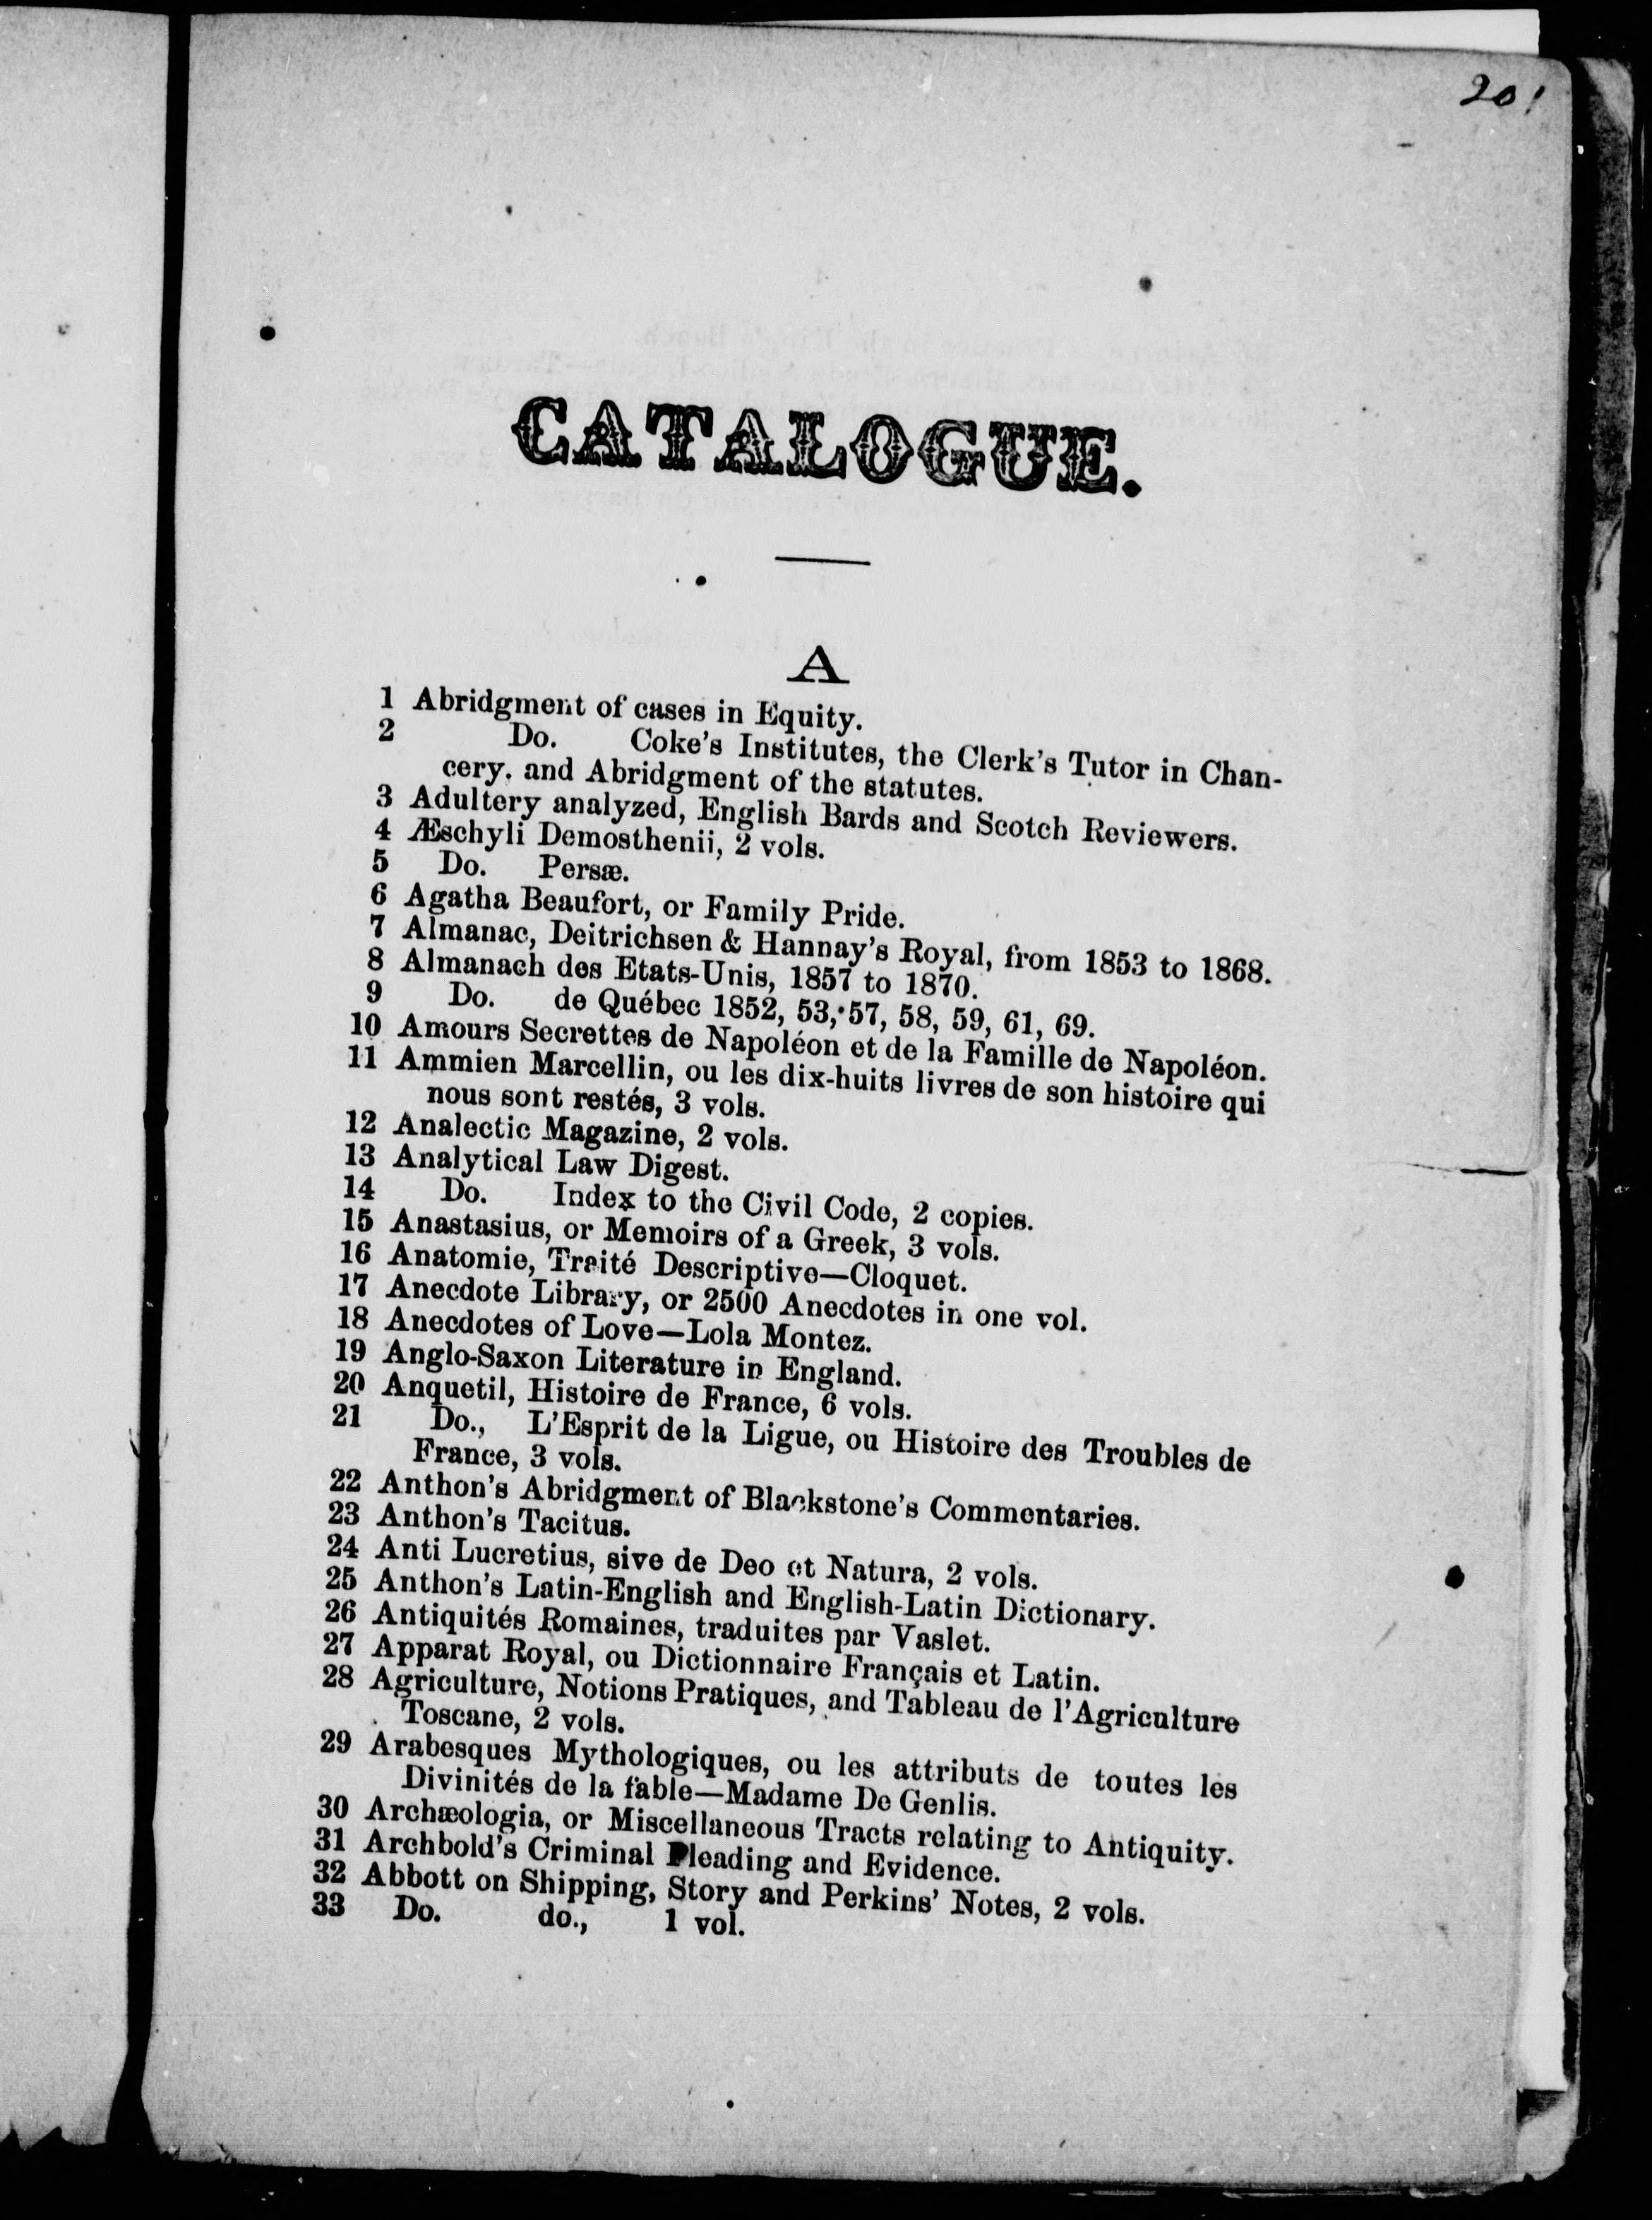 201
CATALOGUE.
A
1 Abridgment of cases in Equity.
2 Do. Coke's Institutes, the Clerk's Tutor in Chan-
cery. and Abridgment of the statutes.
3 Adultery analyzed, English Bards and Scotch Reviewers.
4 Æschyli Demosthenii, 2 vols.
5 Do. Persæ.
6 Agatha Beaufort, or Family Pride.
7 Almanac, Deitrichsen & Hannay's Royal, from 1853 to 1868.
8 Almanach des Etats-Unis, 1857 to 1870.
9 Do. de Québec 1852, 53, 57, 58, 59, 61, 69.
10 Amours Secrettes de Napoléon et de la Famille de Napoléon.
11 Ammien Marcellin, ou les dix-huits livres de son histoire qui
nous sont restés, 3 vols.
12 Analectic Magazine, 2 vols.
13 Analytical Law Digest.
14 Do. Index to the Civil Code, 2 copies.
15 Anastasius, or Memoirs of a Greek, 3 vols.
16 Anatomie, Traité Descriptive—Cloquet.
17 Anecdote Library, or 2500 Anecdotes in one vol.
18 Anecdotes of Love—Lola Montez.
19 Anglo-Saxon Literature in England.
20 Anquetil, Histoire de France, 6 vols.
21 Do., L'Esprit de la Ligue, ou Histoire des Troubles de
France, 3 vols.
22 Anthon's Abridgment of Blackstone's Commentaries.
23 Anthon's Tacitus.
24 Anti Lucretius, sive de Deo et Natura, 2 vols.
25 Anthon's Latin-English and English-Latin Dictionary.
26 Antiquités Romaines, traduites par Vaslet.
27 Apparat Royal, ou Dictionnaire Français et Latin.
28 Agriculture, Notions Pratiques, and Tableau de l'Agriculture
Toscane, 2 vols.
29 Arabesques Mythologiques, ou les attributs de toutes les
Divinités de la fable—Madame De Genlis.
30 Archæologia, or Miscellaneous Tracts relating to Antiquity.
31 Archbold's Criminal Pleading and Evidence.
32 Abbott on Shipping, Story and Perkins' Notes, 2 vols.
33 Do. do., 1 vol.